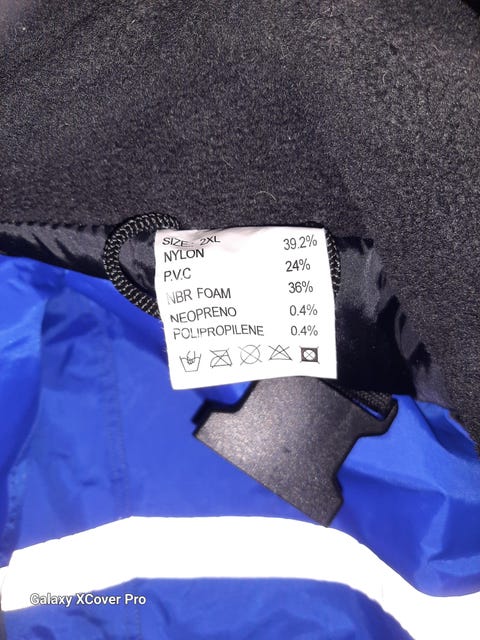 SIZE: 2XL
NYLON 39.2%
P.V.C 24%
NBR FOAM 36%
NEOPRENO 0.4%
POLIPROPILENE 0.4%
Galaxy XCover Pro